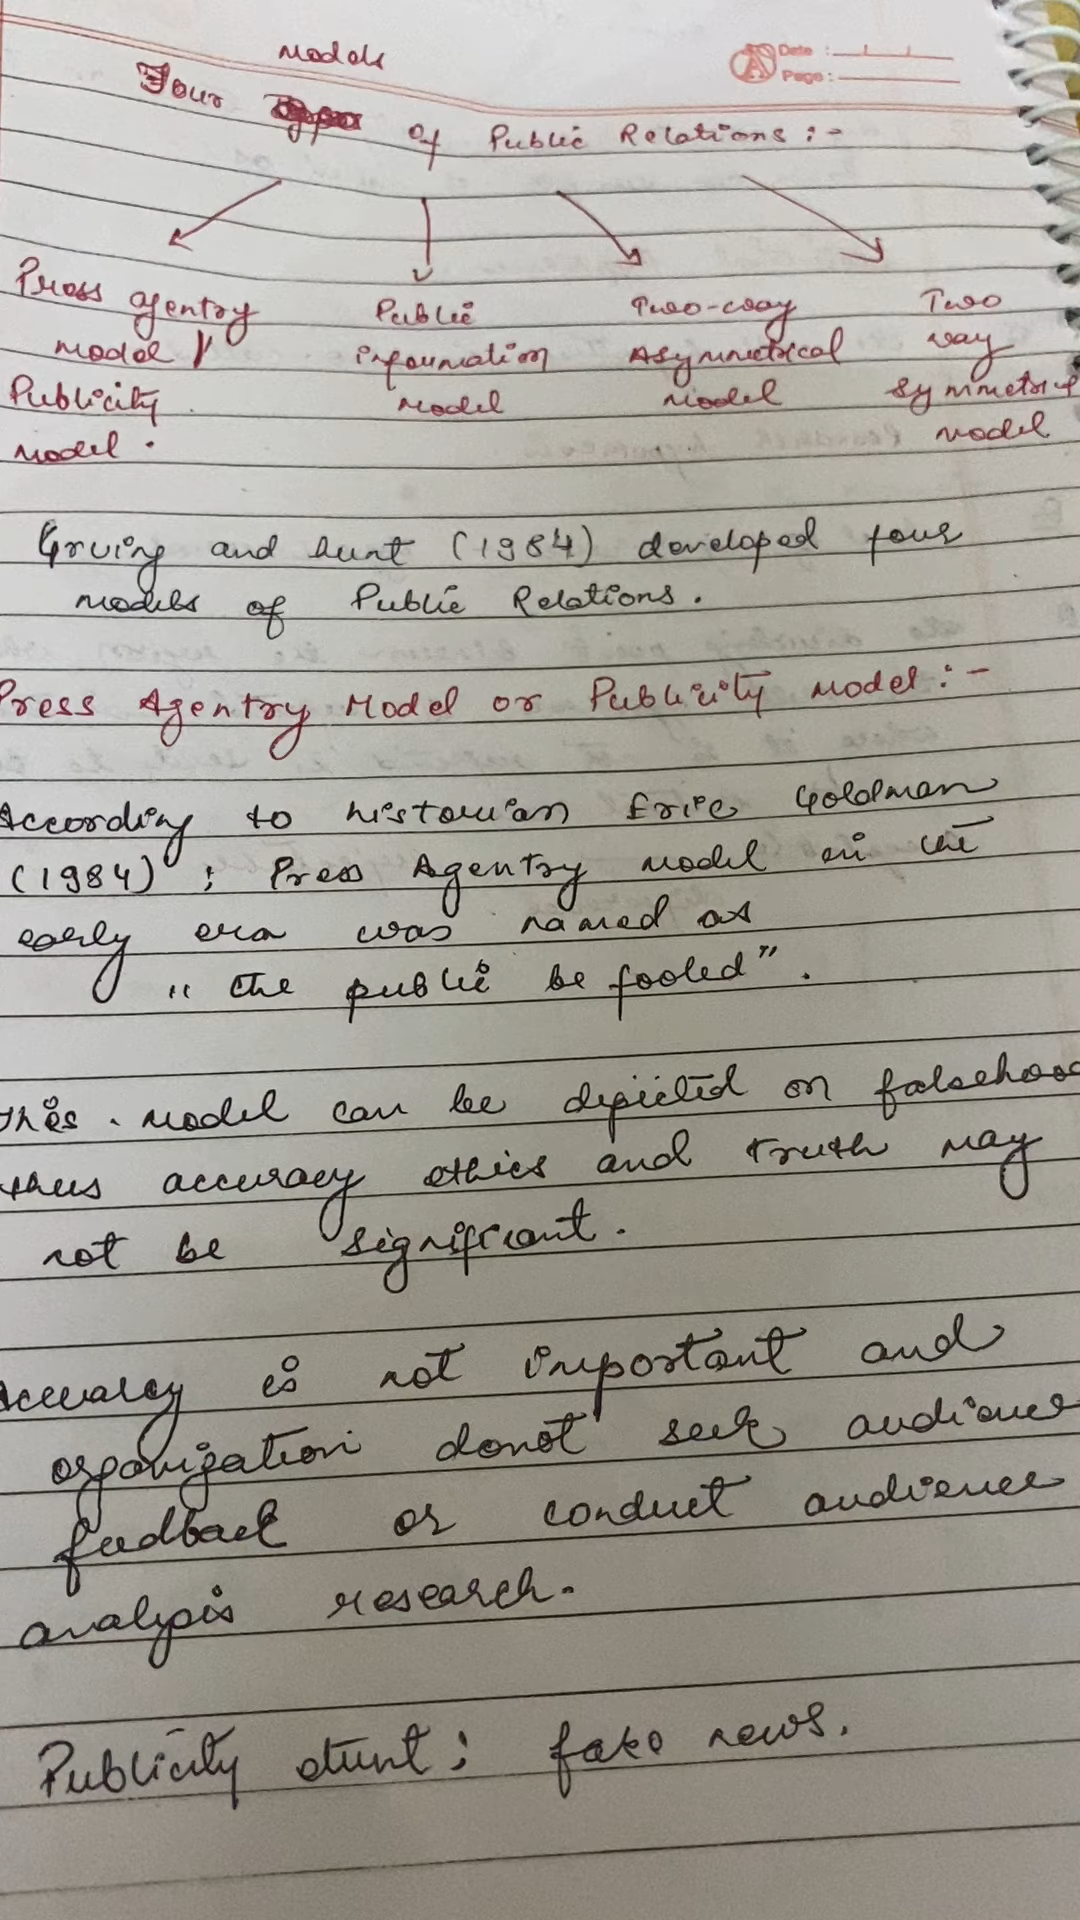 Date :
Page :
Models
Four of Public Relations :-
Press agentry model / Publicity model.
Public information model
Two-way Asymmetrical model
Two way symmetrical model
Gruing and hunt (1984) developed four
models of Public Relations.
Press Agentry Model or Publicity model :-
According to historian Eric Goldman
(1984) ; Press Agentry model in the
early era was named as
"the public be fooled".
This model can be depicted on falsehood
thus accuracy ethics and truth may
not be significant.
Accuracy is not important and
organization donot seek audience
feedback or conduct audience
analysis research.
Publicity stunt : fake news.